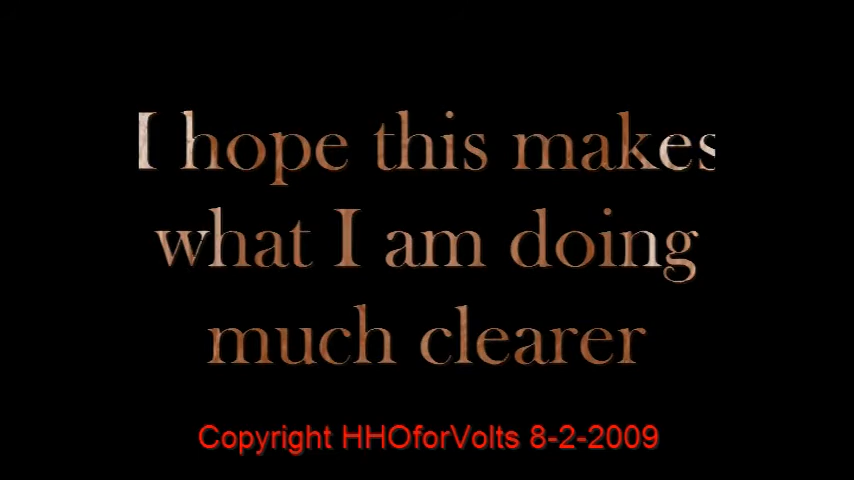 I hope this makes
what I am doing
much clearer
Copyright HHOforVolts 8-2-2009